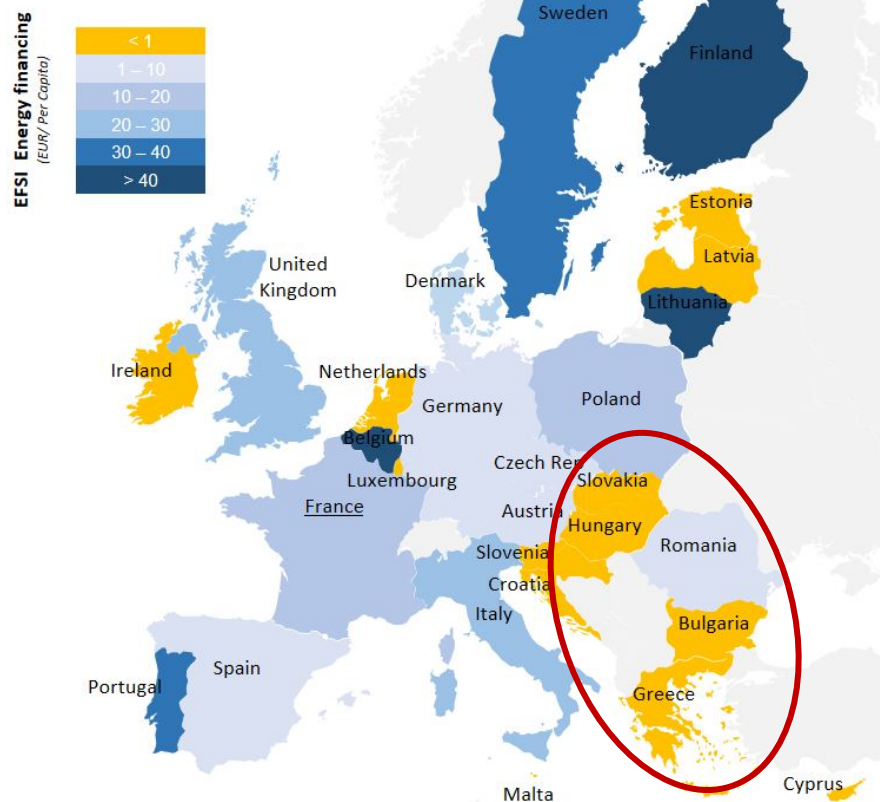 EFSI Energy financing
(EUR/ Per Capita)
< 1
1 – 10
10 – 20
20 – 30
30 – 40
> 40
Sweden
Finland
Estonia
Latvia
Lithuania
United
Kingdom
Denmark
Ireland
Netherlands
Germany
Poland
Belgium
Czech Rep
Luxembourg
Slovakia
France
Austria
Hungary
Slovenia
Romania
Croatia
Italy
Bulgaria
Spain
Portugal
Greece
Malta
Cyprus